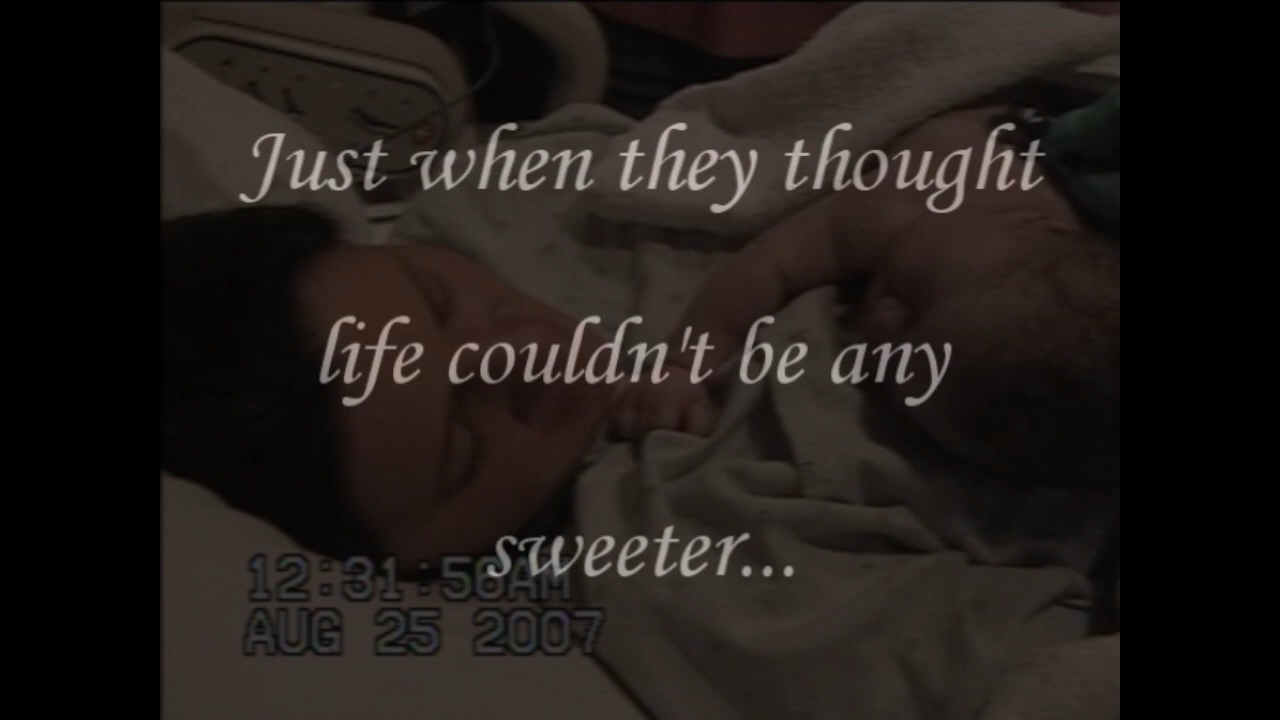 Just when they thought
life couldn't be any
sweeter...
12:31:56AM
AUG 25 2007